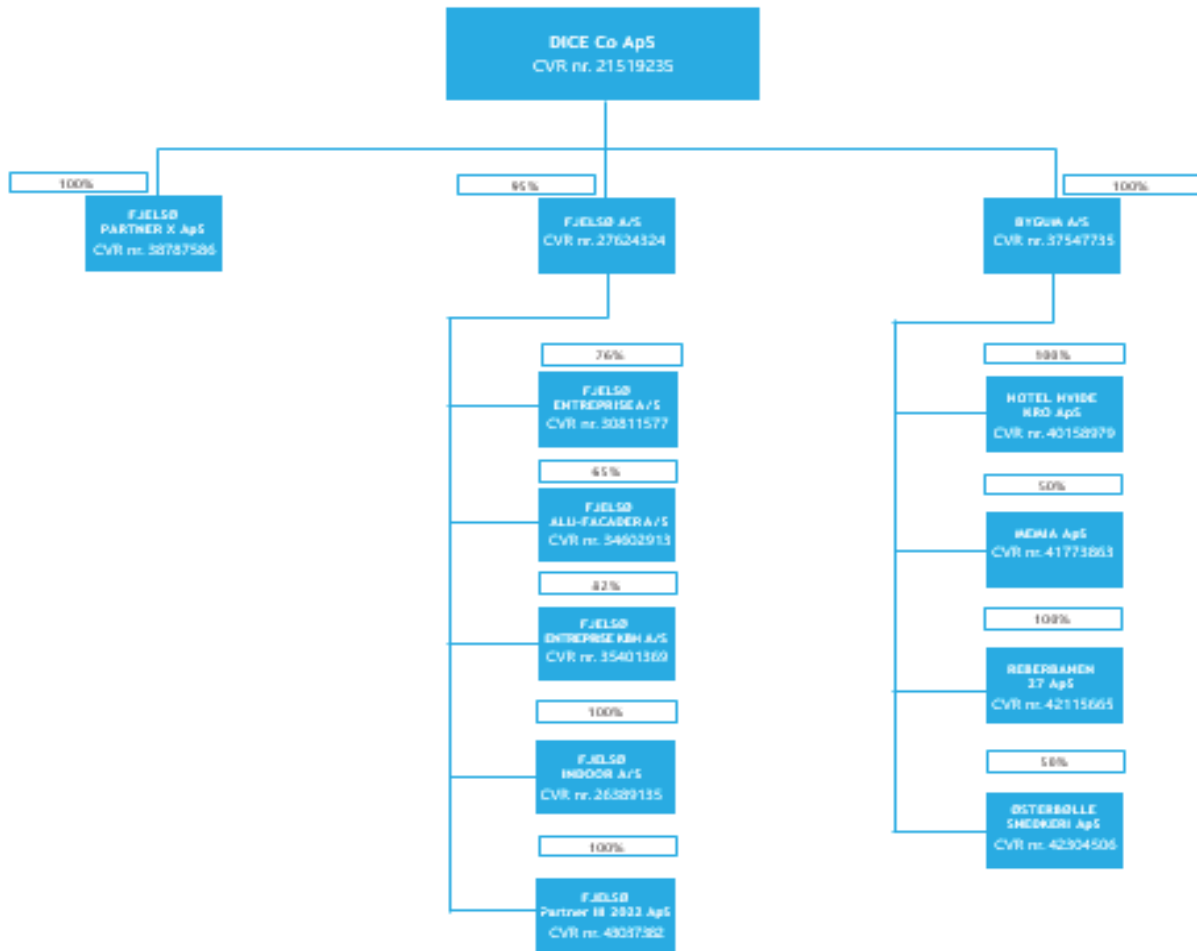 DICE Co ApS
CVR nr. 21519235
100%
FJELSØ
PARTNER X ApS
CVR nr. 38787586
95%
FJELSØ A/S
CVR nr. 27624324
100%
BYGUM A/S
CVR nr. 37547735
76%
FJELSØ
ENTREPRISE A/S
CVR nr. 30811577
65%
FJELSØ
ALU-FACADER A/S
CVR nr. 34602913
82%
FJELSØ
ENTREPRISE KBH A/S
CVR nr. 35401369
100%
FJELSØ
INDOOR A/S
CVR nr. 26389135
100%
FJELSØ
Partner III 2022 ApS
CVR nr. 43037382
100%
HOTEL HVIDE
KRO ApS
CVR nr. 40158979
50%
ApS
CVR nr. 41773863
100%
REBERBANEN
37 ApS
CVR nr. 42115665
50%
ØSTERBØLLE
SNEDKERI ApS
CVR nr. 42304506